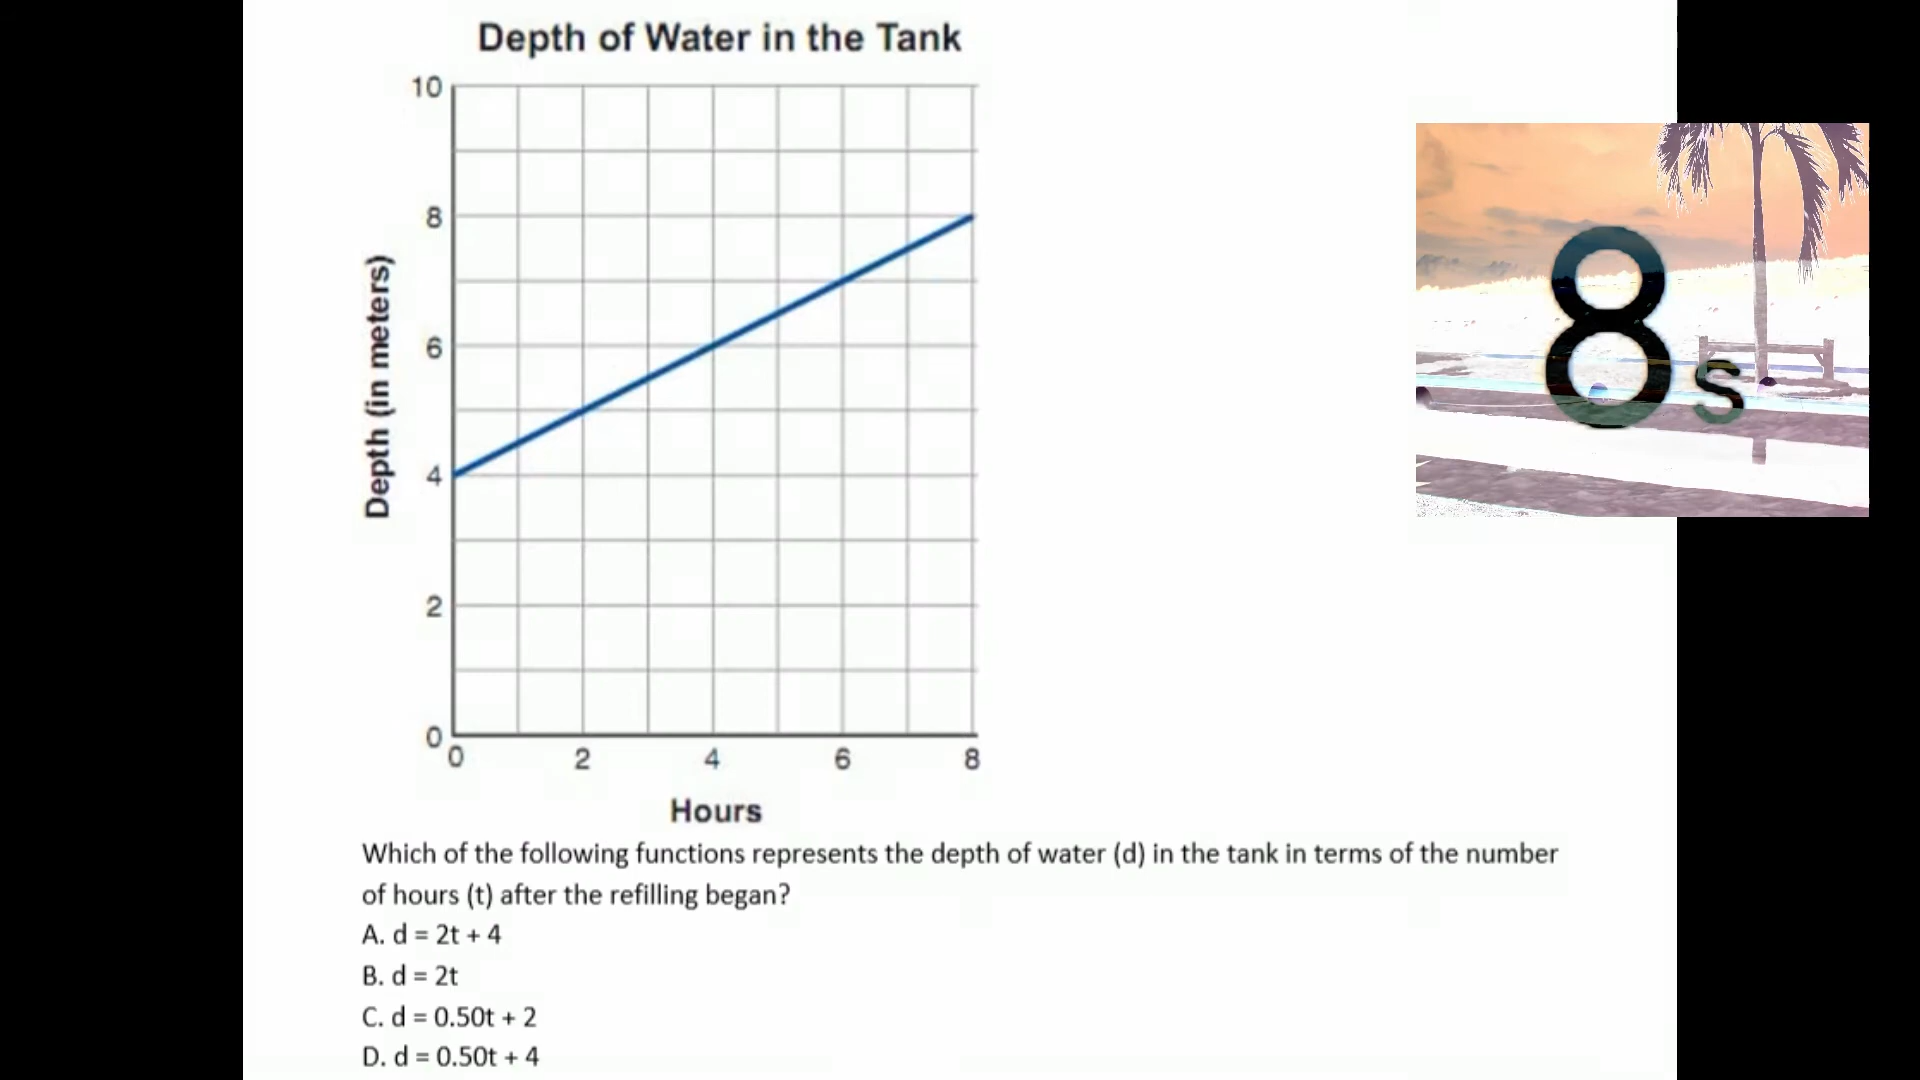 Depth of Water in the Tank
10
8
6
4
2
0
Depth (in meters)
0 2 4 6 8
Hours
8s
Which of the following functions represents the depth of water (d) in the tank in terms of the number
of hours (t) after the refilling began?
A. d = 2t + 4
B. d = 2t
C. d = 0.50t + 2
D. d = 0.50t + 4